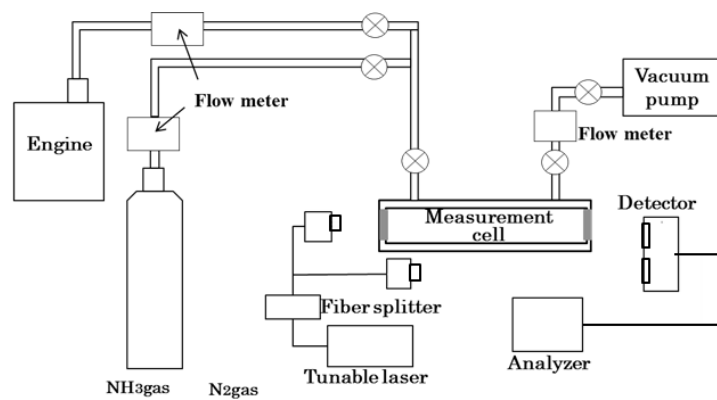 Flow meter
Engine
Vacuum
pump
Flow meter
Measurement
cell
Detector
Fiber splitter
Tunable laser
Analyzer
NH3gas
N2gas